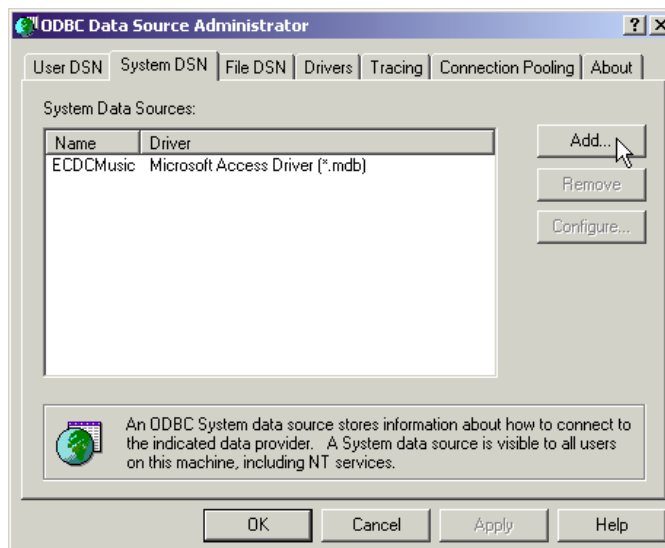 ODBC Data Source Administrator
User DSN System DSN File DSN Drivers Tracing Connection Pooling About
System Data Sources:
Name Driver
ECDCMusic Microsoft Access Driver (*.mdb)
Add...
Remove
Configure...
An ODBC System data source stores information about how to connect to
the indicated data provider. A System data source is visible to all users
on this machine, including NT services.
OK Cancel Apply Help